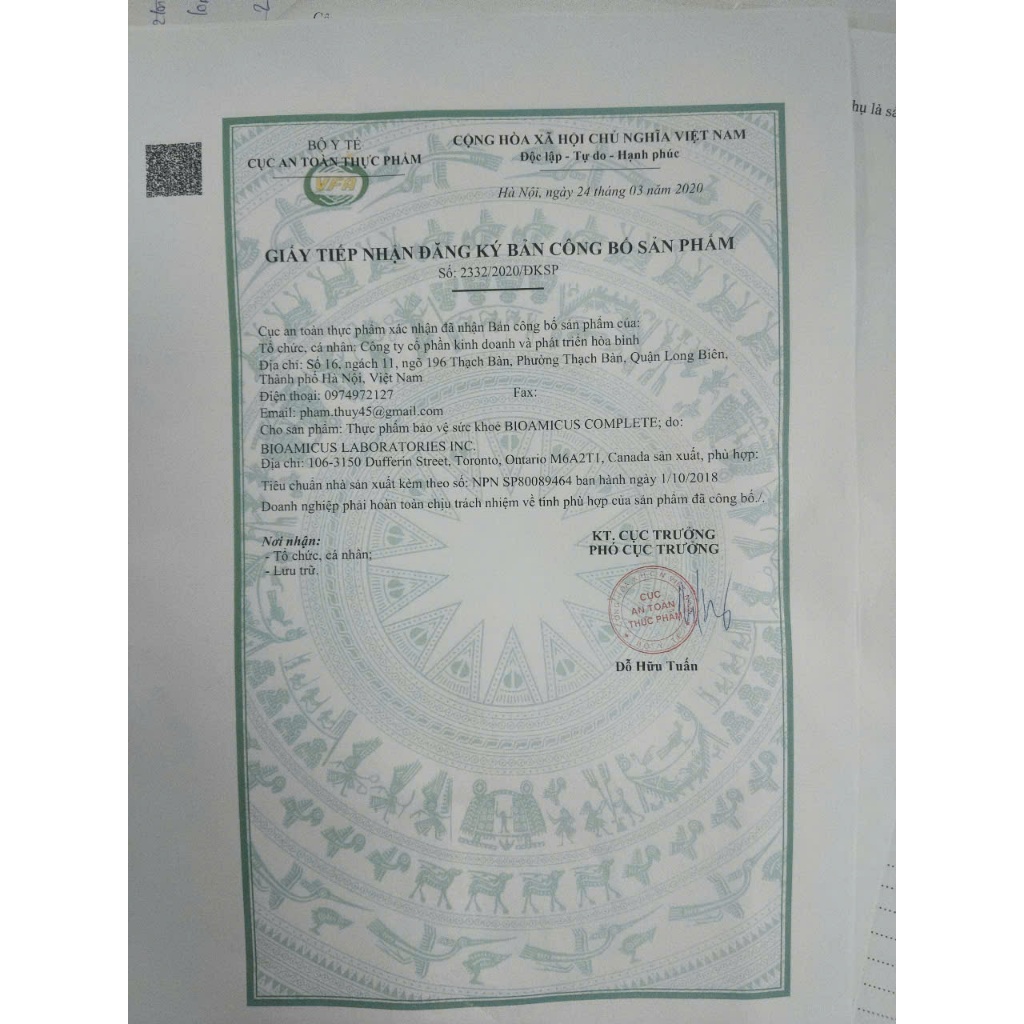 BỘ Y TẾ
CỤC AN TOÀN THỰC PHẨM
VFA
CỘNG HÒA XÃ HỘI CHỦ NGHĨA VIỆT NAM
Độc lập - Tự do - Hạnh phúc
Hà Nội, ngày 24 tháng 03 năm 2020
GIẤY TIẾP NHẬN ĐĂNG KÝ BẢN CÔNG BỐ SẢN PHẨM
Số: 2332/2020/ĐKSP
Cục an toàn thực phẩm xác nhận đã nhận Bản công bố sản phẩm của:
Tổ chức, cá nhân: Công ty cổ phần kinh doanh và phát triển hòa bình
Địa chỉ: Số 16, ngách 11, ngõ 196 Thạch Bàn, Phường Thạch Bàn, Quận Long Biên,
Thành phố Hà Nội, Việt Nam
Điện thoại: 0974972127 Fax:
Email: pham.thuy45@gmail.com
Cho sản phẩm: Thực phẩm bảo vệ sức khoẻ BIOAMICUS COMPLETE; do:
BIOAMICUS LABORATORIES INC.
Địa chỉ: 106-3150 Dufferin Street, Toronto, Ontario M6A2T1, Canada sản xuất, phù hợp:
Tiêu chuẩn nhà sản xuất kèm theo số: NPN SP80089464 ban hành ngày 1/10/2018
Doanh nghiệp phải hoàn toàn chịu trách nhiệm về tính phù hợp của sản phẩm đã công bố./.
Nơi nhận:
- Tổ chức, cá nhân;
- Lưu trữ.
KT. CỤC TRƯỞNG
PHÓ CỤC TRƯỞNG
CỤC
AN TOÀN
THỰC PHẨM
Đỗ Hữu Tuấn
là